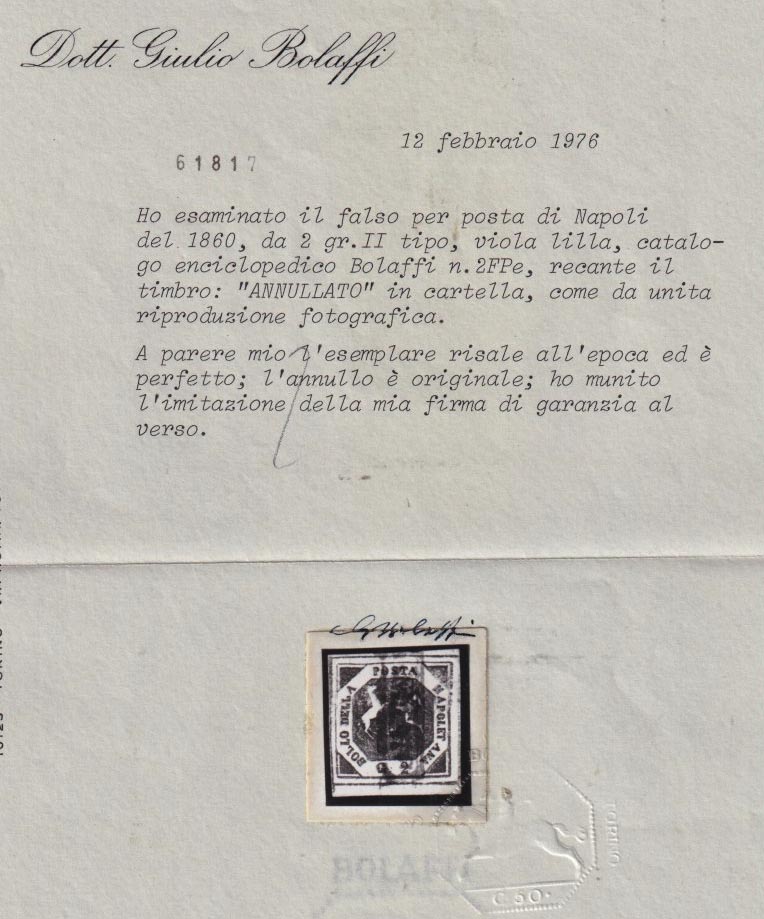 Dott. Giulio Bolaffi
12 febbraio 1976
61817
Ho esaminato il falso per posta di Napoli
del 1860, da 2 gr.II tipo, viola lilla, catalo-
go enciclopedico Bolaffi n.2FPe, recante il
timbro: "ANNULLATO" in cartella, come da unita
riproduzione fotografica.
A parere mio l'esemplare risale all'epoca ed è
perfetto; l'annullo è originale; ho munito
l'imitazione della mia firma di garanzia al
verso.
BOLLO DELLA
POSTA
NAPOLETANA
G 2
BOLAFFI
TORINO
C 50